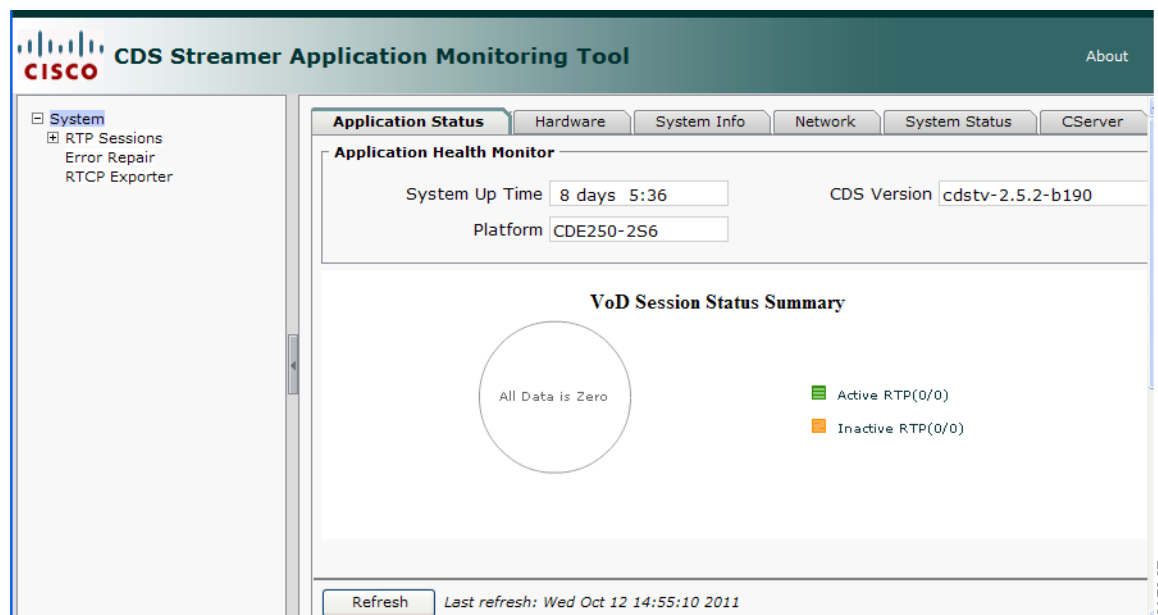 CISCO
CDS Streamer Application Monitoring Tool
About
System
RTP Sessions
Error Repair
RTCP Exporter
Application Status
Hardware
System Info
Network
System Status
CServer
Application Health Monitor
System Up Time 8 days 5:36
CDS Version cdstv-2.5.2-b190
Platform CDE250-2S6
VoD Session Status Summary
All Data is Zero
Active RTP(0/0)
Inactive RTP(0/0)
Refresh
Last refresh: Wed Oct 12 14:55:10 2011